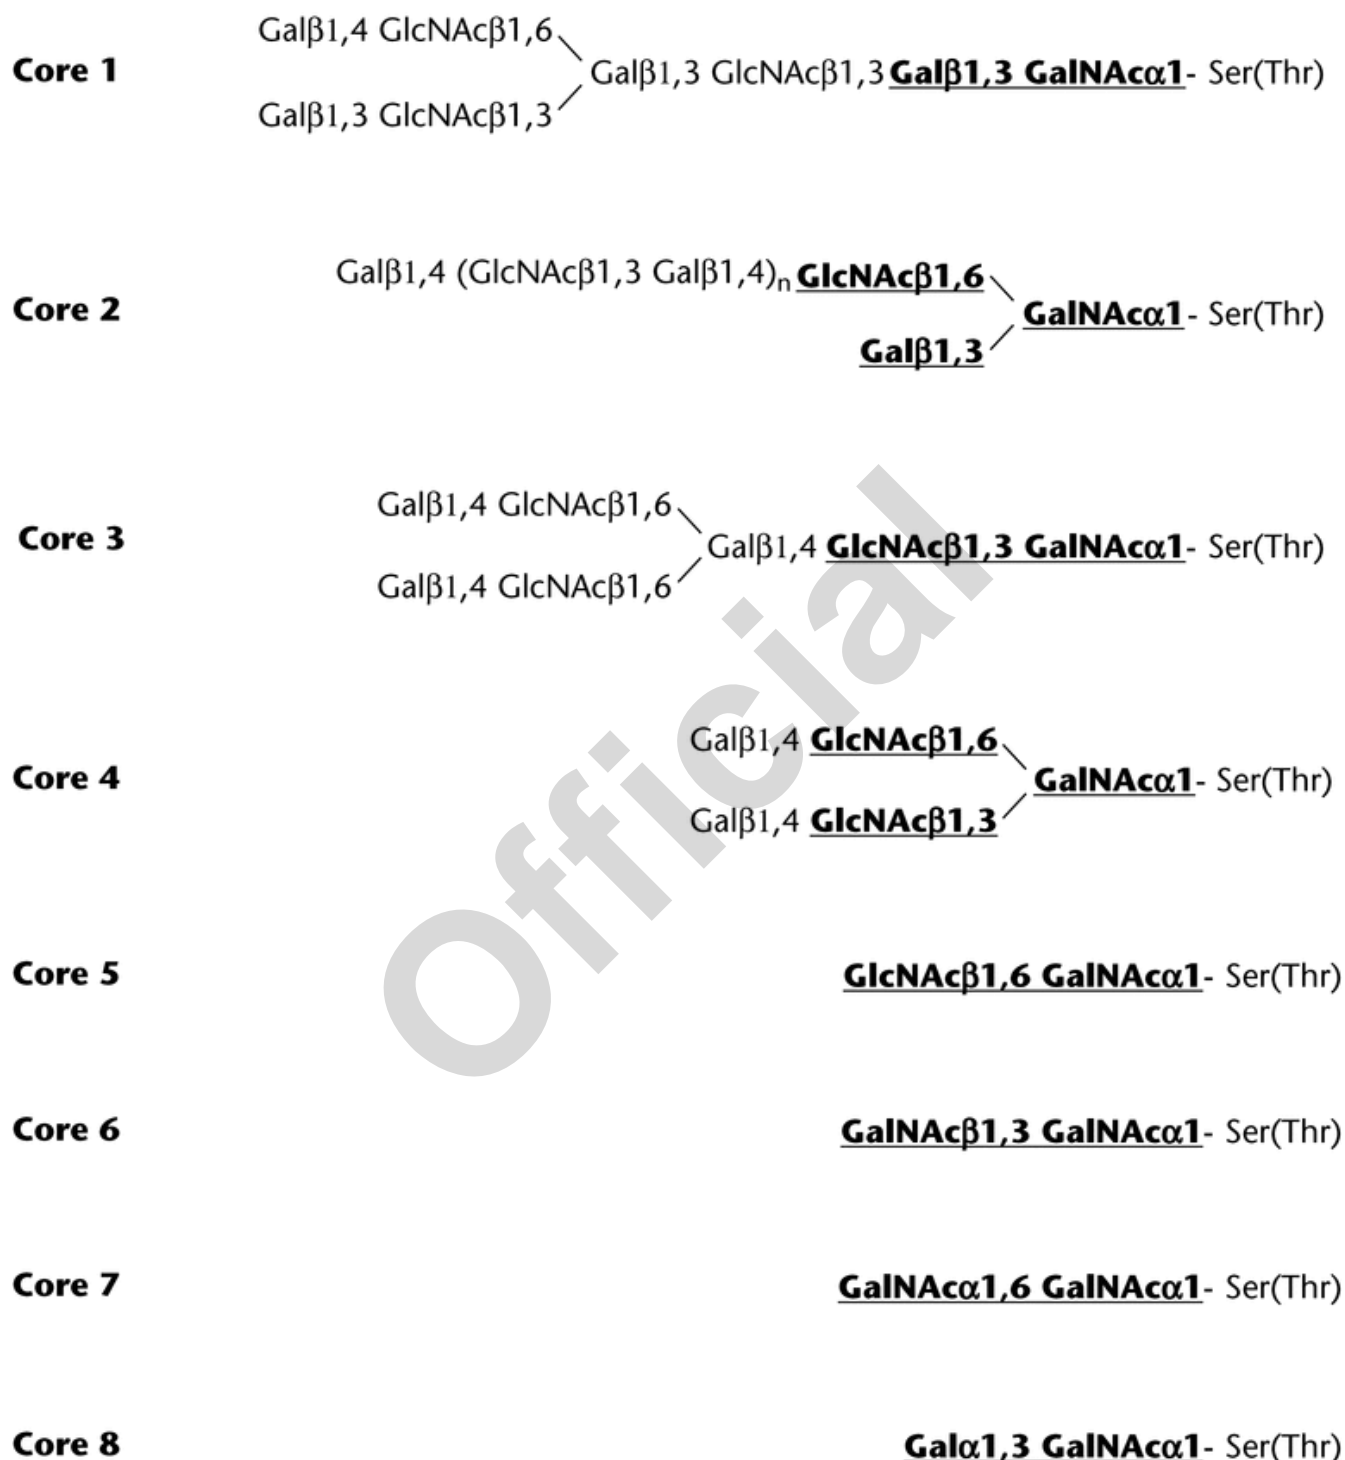 Galβ1,4 GlcNAcβ1,6
Core 1 Galβ1,3 GlcNAcβ1,3 Galβ1,3 GalNAcα1- Ser(Thr)
Galβ1,3 GlcNAcβ1,3
Galβ1,4 (GlcNAcβ1,3 Galβ1,4)n GlcNAcβ1,6
Core 2 GalNAcα1- Ser(Thr)
Galβ1,3
Galβ1,4 GlcNAcβ1,6
Core 3 Galβ1,4 GlcNAcβ1,3 GalNAcα1- Ser(Thr)
Galβ1,4 GlcNAcβ1,6
Galβ1,4 GlcNAcβ1,6
Core 4 GalNAcα1- Ser(Thr)
Galβ1,4 GlcNAcβ1,3
Core 5 GlcNAcβ1,6 GalNAcα1- Ser(Thr)
Core 6 GalNAcβ1,3 GalNAcα1- Ser(Thr)
Core 7 GalNAcα1,6 GalNAcα1- Ser(Thr)
Core 8 Galα1,3 GalNAcα1- Ser(Thr)
Official